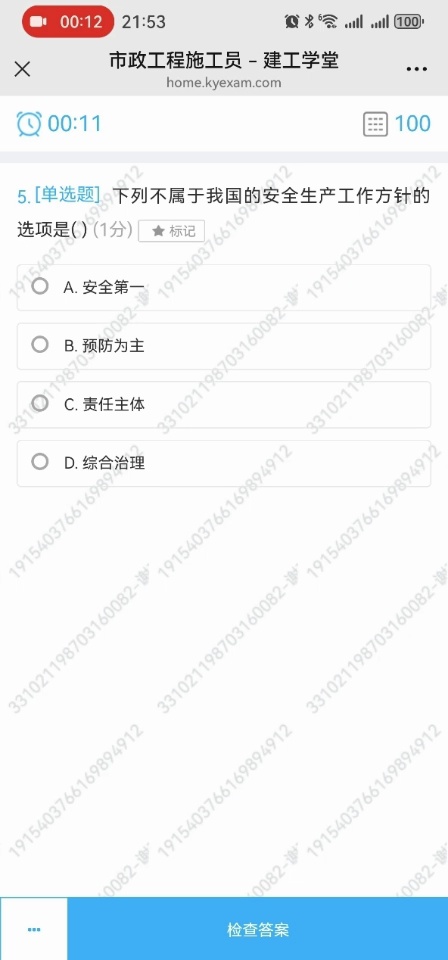 00:12 21:53 100
市政工程施工员 – 建工学堂
home.kyexam.com
00:11 100
5.[单选题] 下列不属于我国的安全生产工作方针的
选项是( ) (1分) ★ 标记
A. 安全第一
B. 预防为主
C. 责任主体
D. 综合治理
检查答案